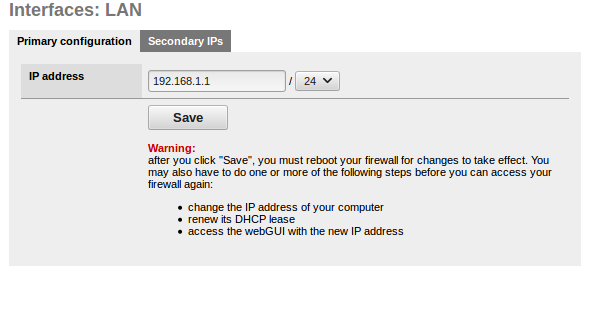 Interfaces: LAN
Primary configuration Secondary IPs
IP address 192.168.1.1 / 24
Save
Warning:
after you click "Save", you must reboot your firewall for changes to take effect. You
may also have to do one or more of the following steps before you can access your
firewall again:
• change the IP address of your computer
• renew its DHCP lease
• access the webGUI with the new IP address